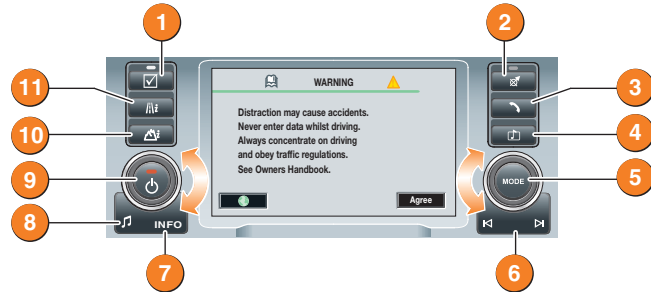 1
2
11
3
10
4
WARNING
Distraction may cause accidents.
Never enter data whilst driving.
Always concentrate on driving
and obey traffic regulations.
See Owners Handbook.
Agree
9
MODE
5
8
INFO
7
6